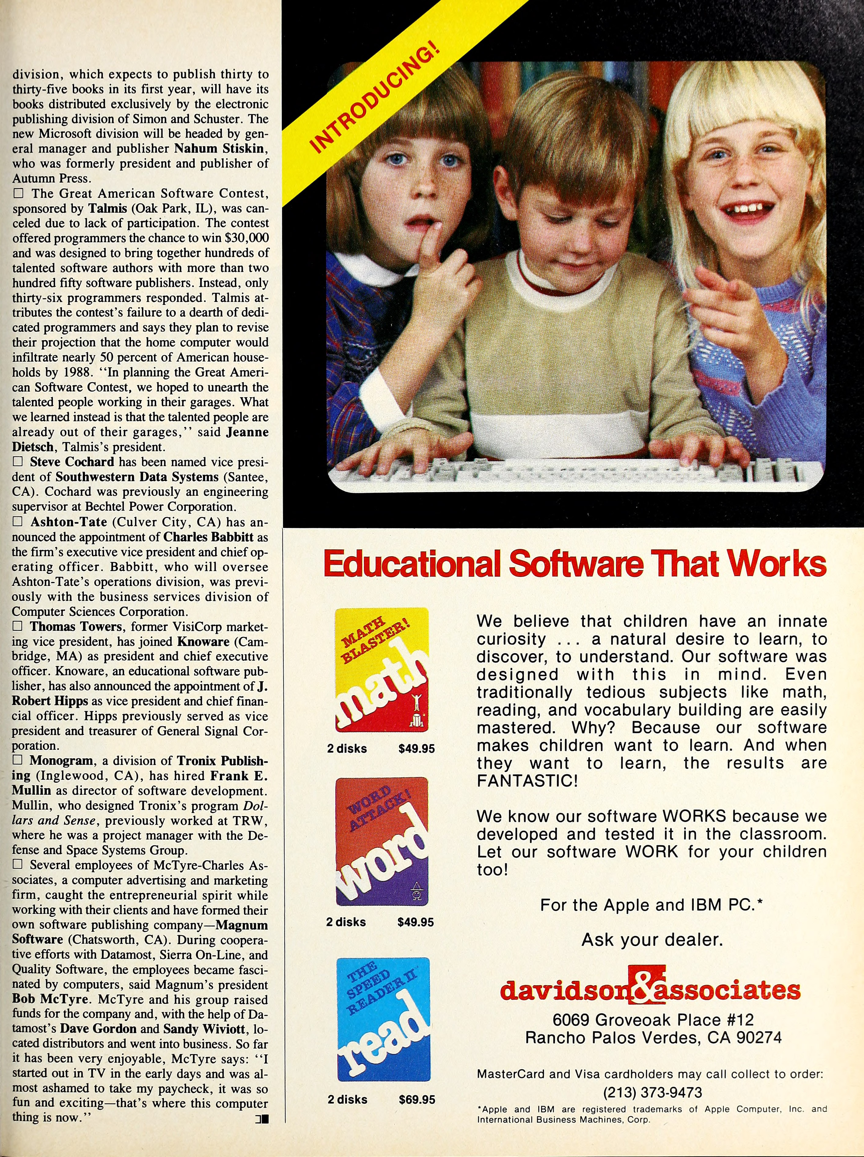 division, which expects to publish thirty to
thirty-five books in its first year, will have its
books distributed exclusively by the electronic
publishing division of Simon and Schuster. The
new Microsoft division will be headed by gen-
eral manager and publisher Nahum Stiskin,
who was formerly president and publisher of
Autumn Press.
☐ The Great American Software Contest,
sponsored by Talmis (Oak Park, IL), was can-
celed due to lack of participation. The contest
offered programmers the chance to win $30,000
and was designed to bring together hundreds of
talented software authors with more than two
hundred fifty software publishers. Instead, only
thirty-six programmers responded. Talmis at-
tributes the contest's failure to a dearth of dedi-
cated programmers and says they plan to revise
their projection that the home computer would
infiltrate nearly 50 percent of American house-
holds by 1988. ‘‘In planning the Great Ameri-
can Software Contest, we hoped to unearth the
talented people working in their garages. What
we learned instead is that the talented people are
already out of their garages,’’ said Jeanne
Dietsch, Talmis's president.
☐ Steve Cochard has been named vice presi-
dent of Southwestern Data Systems (Santee,
CA). Cochard was previously an engineering
supervisor at Bechtel Power Corporation.
☐ Ashton-Tate (Culver City, CA) has an-
nounced the appointment of Charles Babbitt as
the firm's executive vice president and chief op-
erating officer. Babbitt, who will oversee
Ashton-Tate's operations division, was previ-
ously with the business services division of
Computer Sciences Corporation.
☐ Thomas Towers, former VisiCorp market-
ing vice president, has joined Knoware (Cam-
bridge, MA) as president and chief executive
officer. Knoware, an educational software pub-
lisher, has also announced the appointment of J.
Robert Hipps as vice president and chief finan-
cial officer. Hipps previously served as vice
president and treasurer of General Signal Cor-
poration.
☐ Monogram, a division of Tronix Publish-
ing (Inglewood, CA), has hired Frank E.
Mullin as director of software development.
Mullin, who designed Tronix's program Dol-
lars and Sense, previously worked at TRW,
where he was a project manager with the De-
fense and Space Systems Group.
☐ Several employees of McTyre-Charles As-
sociates, a computer advertising and marketing
firm, caught the entrepreneurial spirit while
working with their clients and have formed their
own software publishing company—Magnum
Software (Chatsworth, CA). During coopera-
tive efforts with Datamost, Sierra On-Line, and
Quality Software, the employees became fasci-
nated by computers, said Magnum's president
Bob McTyre. McTyre and his group raised
funds for the company and, with the help of Da-
tamost's Dave Gordon and Sandy Wiviott, lo-
cated distributors and went into business. So far
it has been very enjoyable, McTyre says: ‘‘I
started out in TV in the early days and was al-
most ashamed to take my paycheck, it was so
fun and exciting—that's where this computer
thing is now.’’
INTRODUCING!
Educational Software That Works
MATH
BLASTER!
math
2 disks $49.95
WORD
ATTACK!
word
2 disks $49.95
THE
SPEED
READER II
read
2 disks $69.95
We believe that children have an innate
curiosity ... a natural desire to learn, to
discover, to understand. Our software was
designed with this in mind. Even
traditionally tedious subjects like math,
reading, and vocabulary building are easily
mastered. Why? Because our software
makes children want to learn. And when
they want to learn, the results are
FANTASTIC!
We know our software WORKS because we
developed and tested it in the classroom.
Let our software WORK for your children
too!
For the Apple and IBM PC.*
Ask your dealer.
davidson & associates
6069 Groveoak Place #12
Rancho Palos Verdes, CA 90274
MasterCard and Visa cardholders may call collect to order:
(213) 373-9473
*Apple and IBM are registered trademarks of Apple Computer, Inc. and
International Business Machines, Corp.